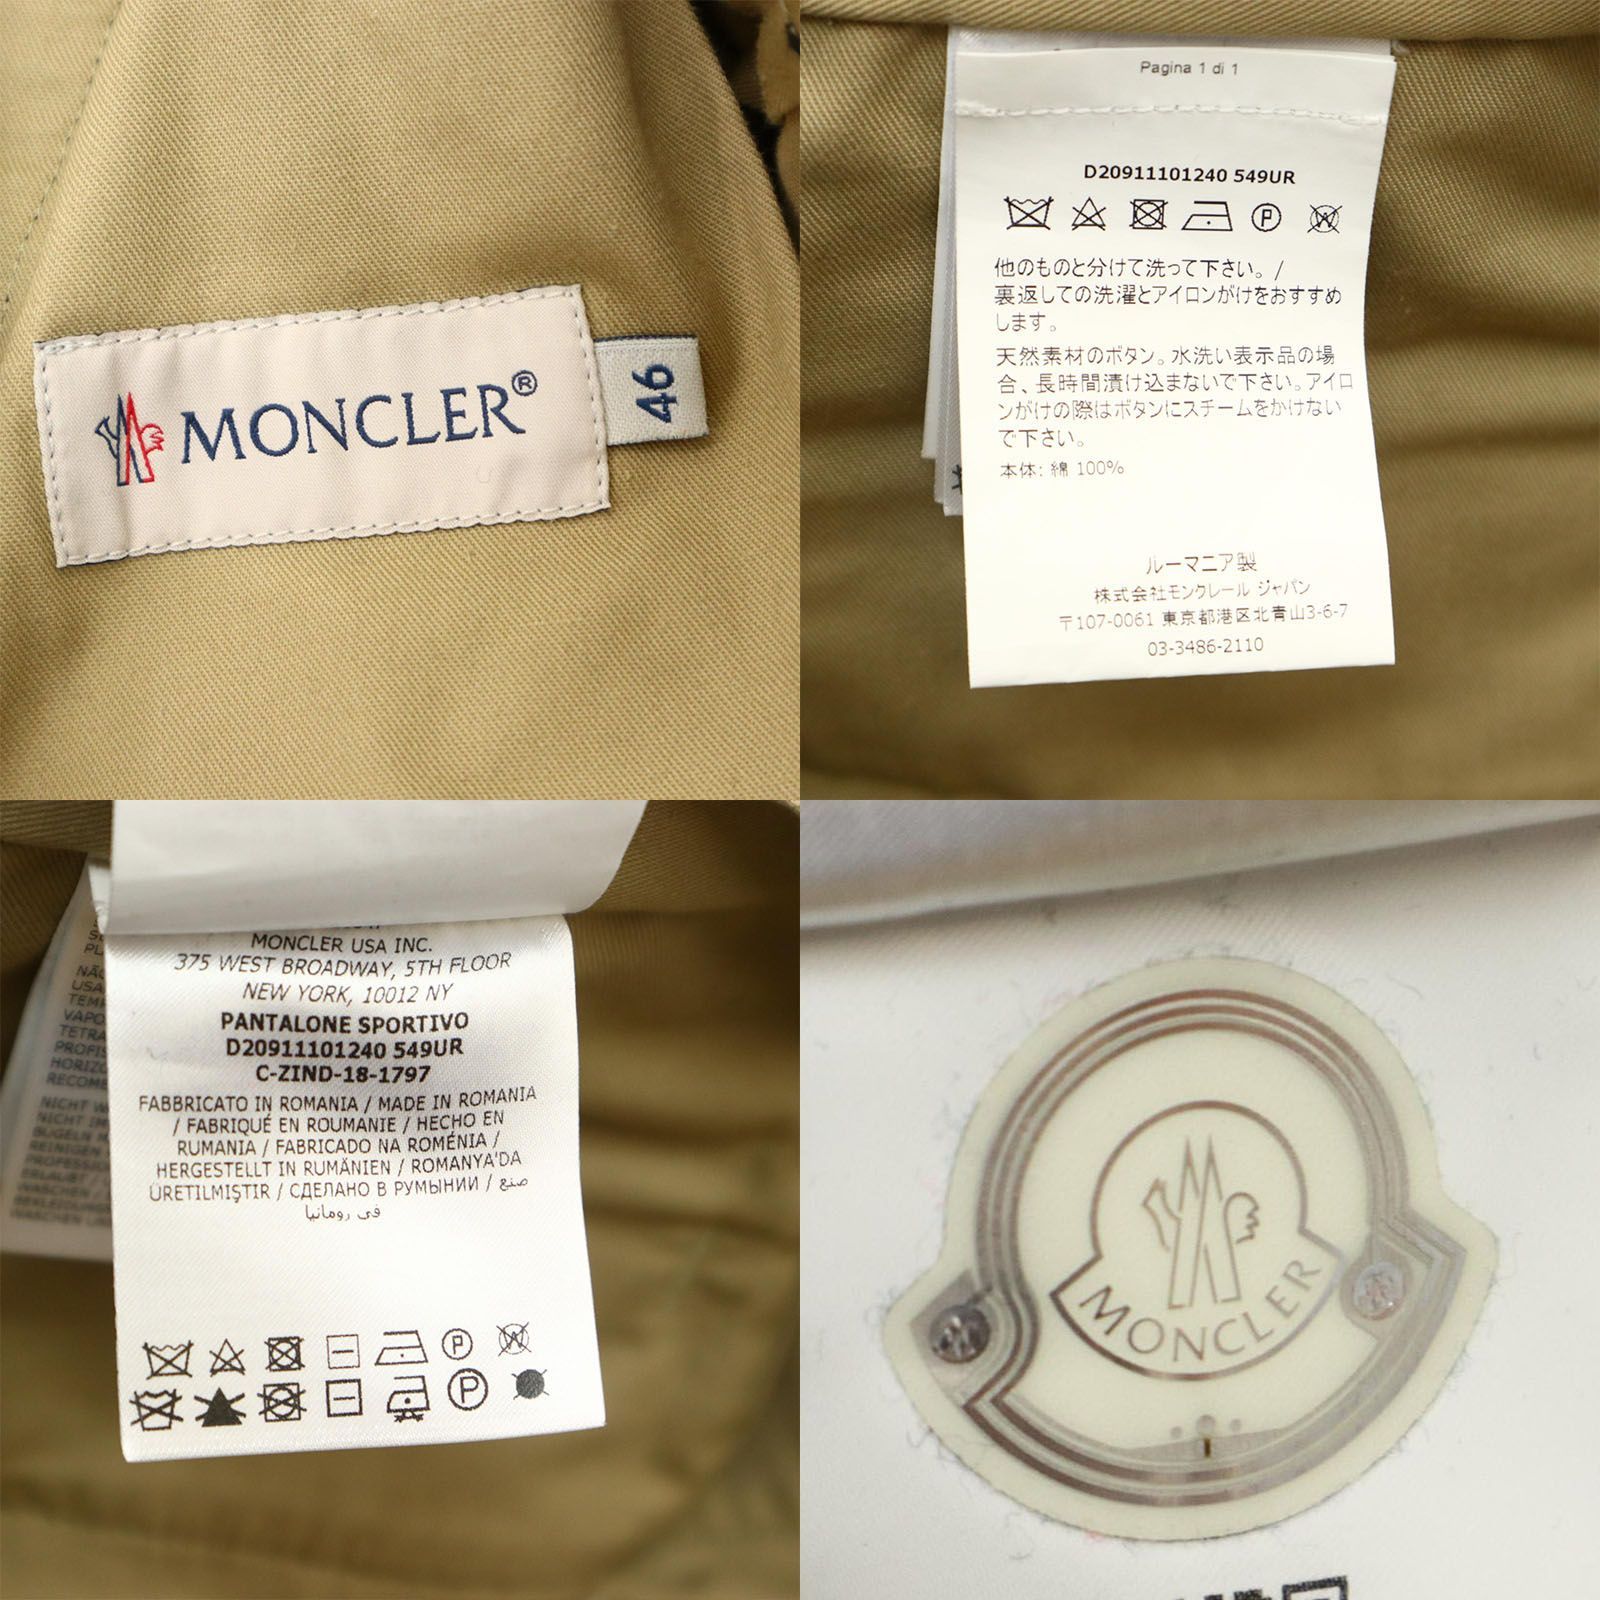 MONCLER®
46
Pagina 1 di 1
D20911101240 549UR
他のものと分けて洗って下さい。/
裏返しての洗濯とアイロンがけをおすすめ
します。
天然素材のボタン。水洗い表示品の場
合、長時間漬け込まないで下さい。アイロ
ンがけの際はボタンにスチームをかけない
で下さい。
本体: 綿 100%
ルーマニア製
株式会社モンクレール ジャパン
〒107-0061 東京都港区北青山3-6-7
03-3486-2110
MONCLER USA INC.
375 WEST BROADWAY, 5TH FLOOR
NEW YORK, 10012 NY
PANTALONE SPORTIVO
D20911101240 549UR
C-ZIND-18-1797
FABBRICATO IN ROMANIA / MADE IN ROMANIA
/ FABRIQUÉ EN ROUMANIE / HECHO EN
RUMANIA / FABRICADO NA ROMÉNIA /
HERGESTELLT IN RUMÄNIEN / ROMANYA'DA
ÜRETILMIŞTIR / СДЕЛАНО В РУМЫНИИ / صنع
في رومانيا
MONCLER